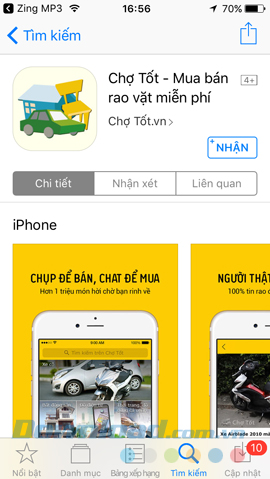 Zing MP3
16:56
70%
Tìm kiếm
Chợ Tốt - Mua bán
rao vặt miễn phí
4+
Chợ Tốt.vn
+NHẬN
Chi tiết
Nhận xét
Liên quan
iPhone
CHỤP ĐỂ BÁN, CHAT ĐỂ MUA
Hơn 1 triệu món hời chờ bạn rinh về
Tìm kiếm trên Chợ Tốt
Xe cộ
NGƯỜI THẬT
100% tin rao
Xe Airblade 2010 mà
Nổi bật
Danh mục
Bảng xếp hạng
Tìm kiếm
10
Cập nhật